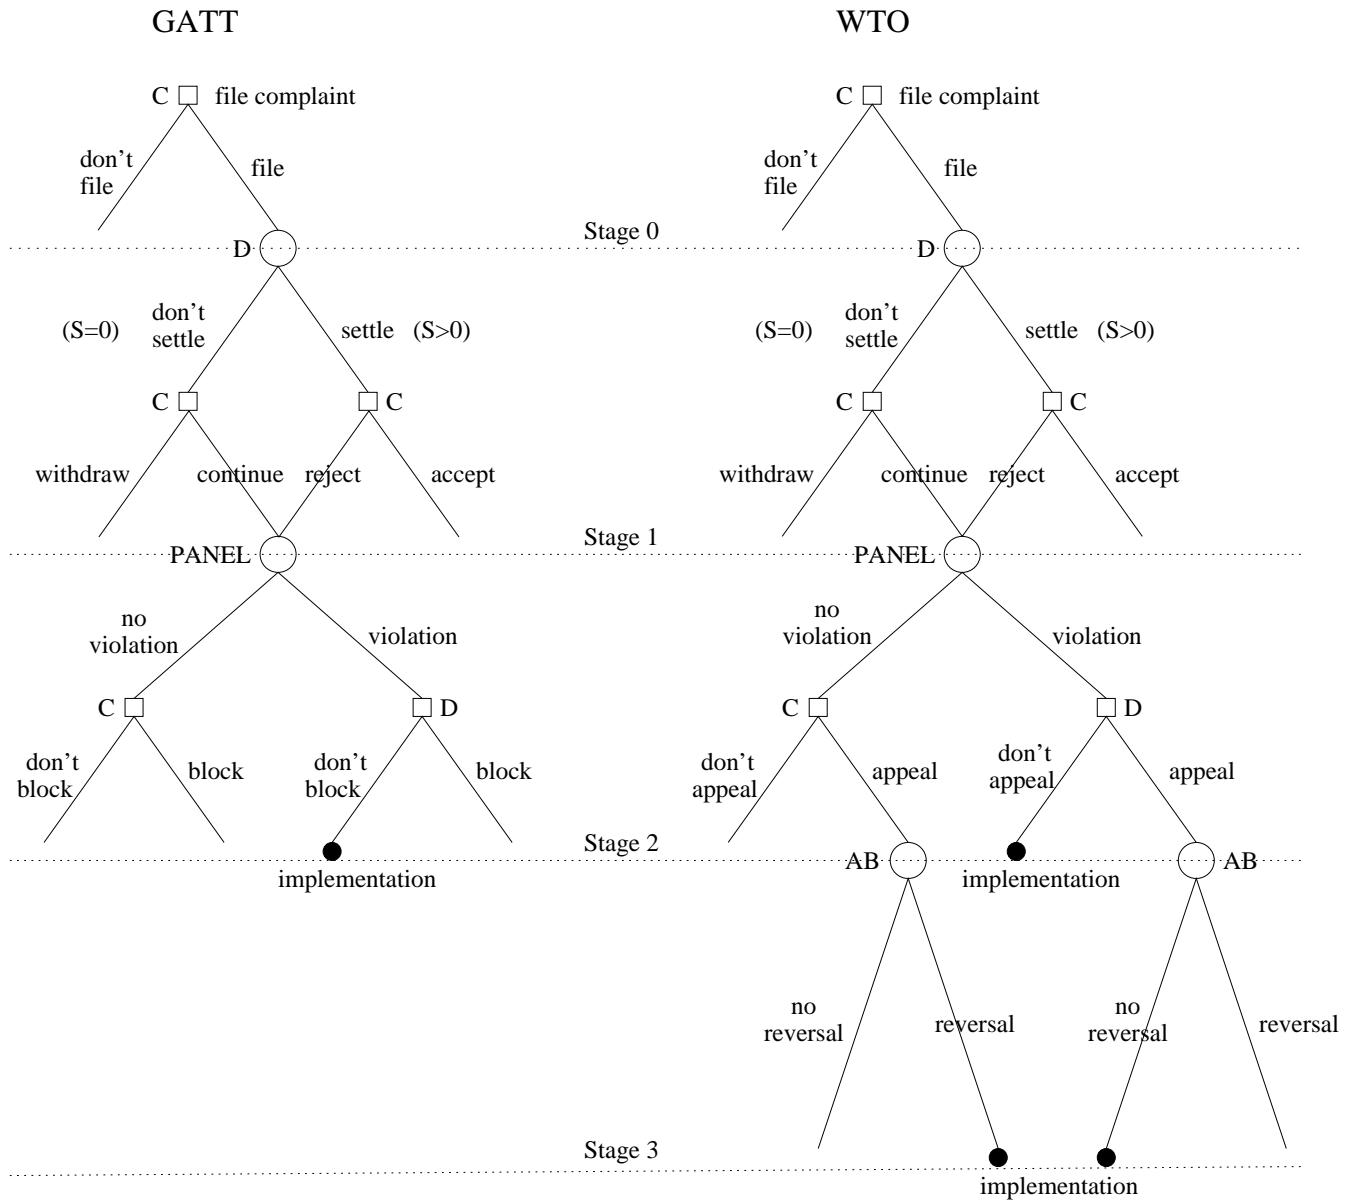 GATT WTO
C file complaint C file complaint
don't don't
file file file file
Stage 0
D D
don't don't
(S=0) settle settle (S>0) (S=0) settle settle (S>0)
C C C C
withdraw continue reject accept withdraw continue reject accept
Stage 1
PANEL PANEL
no no
violation violation violation violation
C D C D
don't block don't block don't appeal don't appeal
block block appeal appeal
Stage 2
AB AB
implementation implementation
no reversal no reversal
reversal reversal
Stage 3
implementation